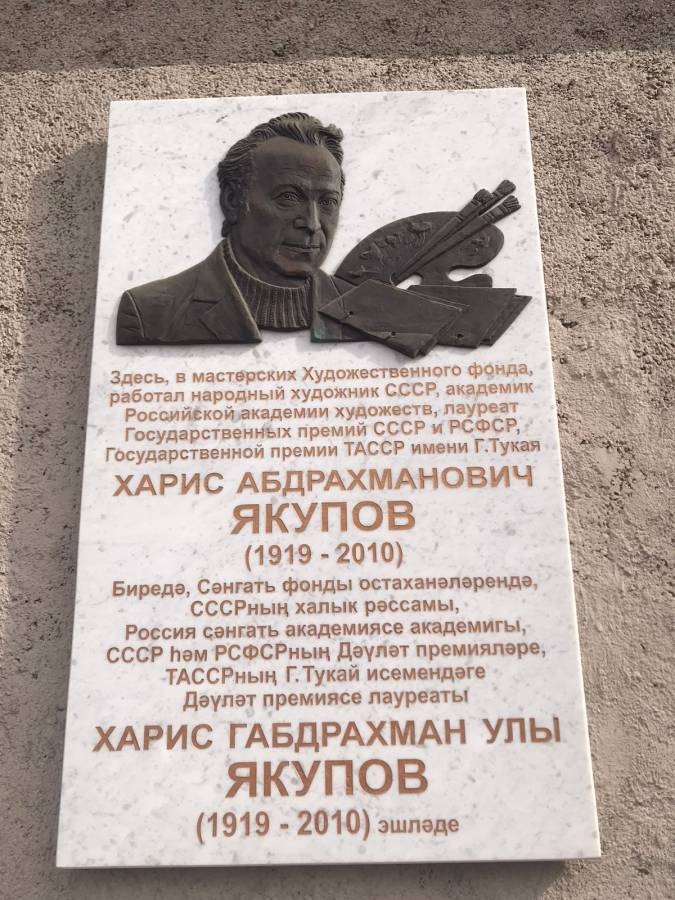 Здесь, в мастерских Художественного фонда,
работал народный художник СССР, академик
Российской академии художеств, лауреат
Государственных премий СССР и РСФСР,
Государственной премии ТАССР имени Г.Тукая
ХАРИС АБДРАХМАНОВИЧ
ЯКУПОВ
(1919 - 2010)
Биредә, Сәнгать фонды остаханәләрендә,
СССРның халык рәссамы,
Россия сәнгать академиясе академигы,
СССР һәм РСФСРның Дәүләт премияләре,
ТАССРның Г.Тукай исемендәге
Дәүләт премиясе лауреаты
ХАРИС ГАБДРАХМАН УЛЫ
ЯКУПОВ
(1919 - 2010) эшләде